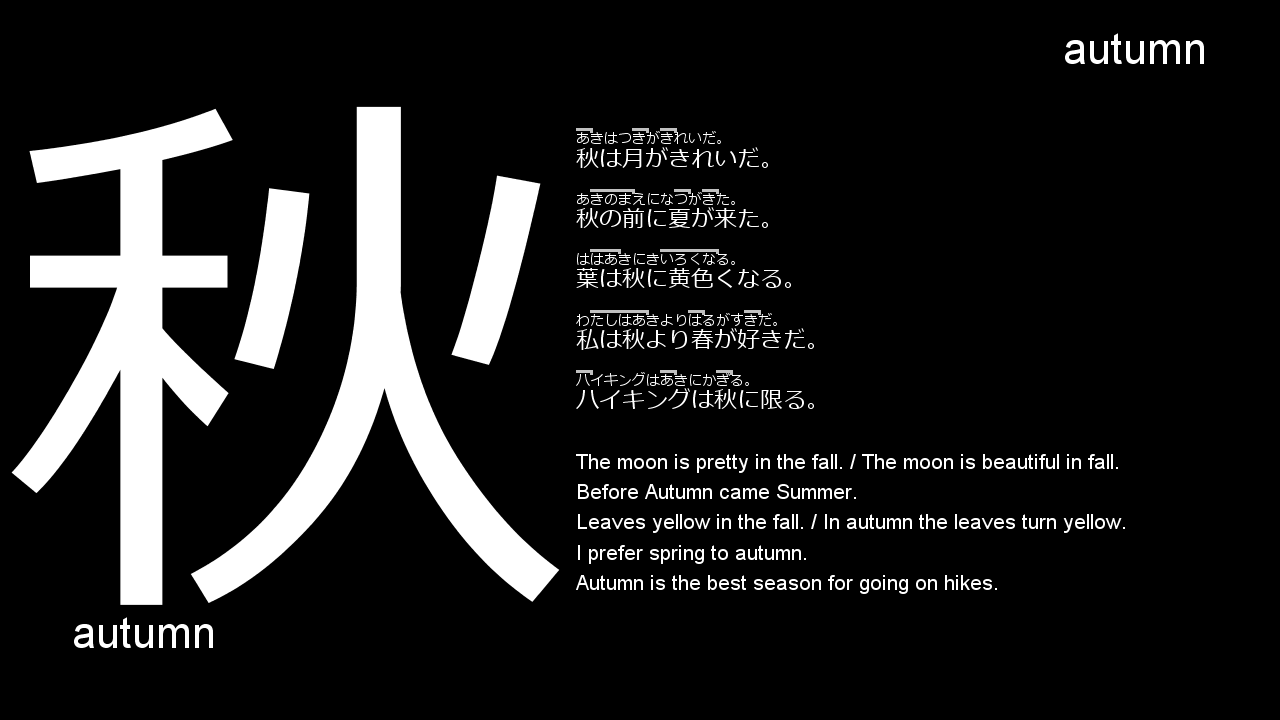 autumn
秋
あきはつきがきれいだ。
秋は月がきれいだ。
あきのまえになつがきた。
秋の前に夏が来た。
ははあきにきいろくなる。
葉は秋に黄色くなる。
わたしはあきよりはるがすきだ。
私は秋より春が好きだ。
ハイキングはあきにかぎる。
ハイキングは秋に限る。
The moon is pretty in the fall. / The moon is beautiful in fall.
Before Autumn came Summer.
Leaves yellow in the fall. / In autumn the leaves turn yellow.
I prefer spring to autumn.
Autumn is the best season for going on hikes.
autumn